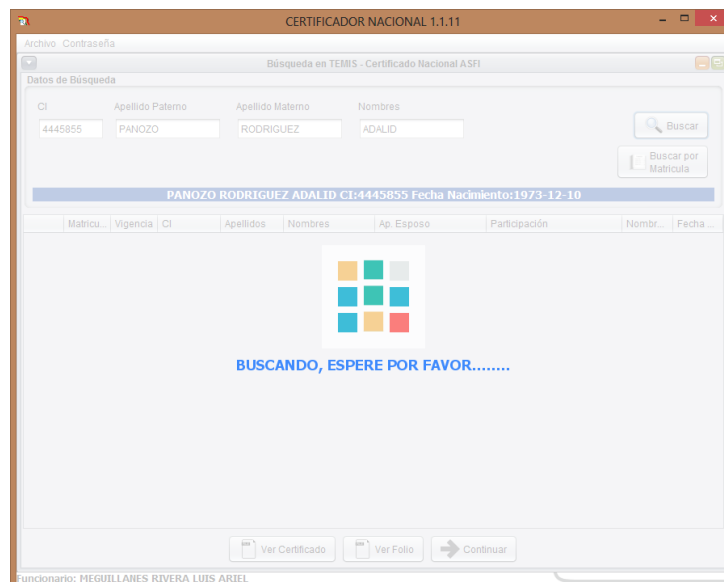 CERTIFICADOR NACIONAL 1.1.11
Archivo Contraseña
Búsqueda en TEMIS - Certificado Nacional ASFI
Datos de Búsqueda
CI Apellido Paterno Apellido Materno Nombres
4445855 PANOZO RODRIGUEZ ADALID
Buscar
Buscar por
Matricula
PANOZO RODRIGUEZ ADALID CI:4445855 Fecha Nacimiento:1973-12-10
Matricu... Vigencia CI Apellidos Nombres Ap. Esposo Participación Nombr... Fecha ...
BUSCANDO, ESPERE POR FAVOR........
Ver Certificado Ver Folio Continuar
Funcionario: MEGUILLANES RIVERA LUIS ARIEL